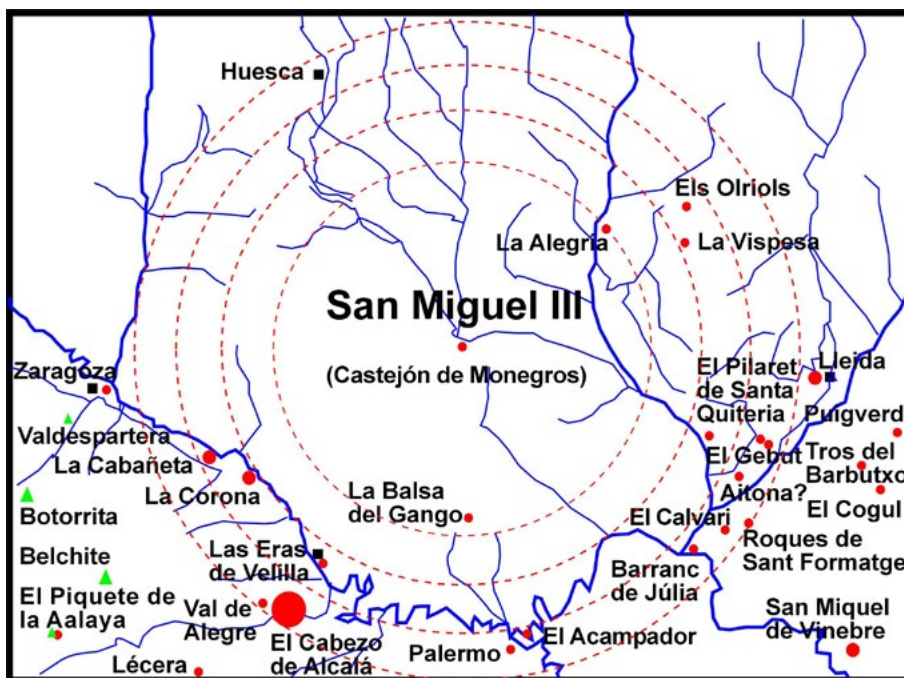 Huesca
Els Olriols
La Alegría
La Vispesa
San Miguel III
(Castejón de Monegros)
Zaragoza
El Pilaret
de Santa
Quiteria
Lleida
Puigverd
Valdespartera
La Cabañeta
La Corona
El Gebut
Tros del
Barbutxo
Aitona?
La Balsa
del Gango
El Calvari
El Cogul
Botorrita
Belchite
Las Eras
de Velilla
Roques de
Sant Formatge
Barranc
de Júlia
El Piquete de
la Aalaya
Val de
Alegre
El Cabezo
de Alcalá
San Miquel
de Vinebre
El Acampador
Palermo
Lécera